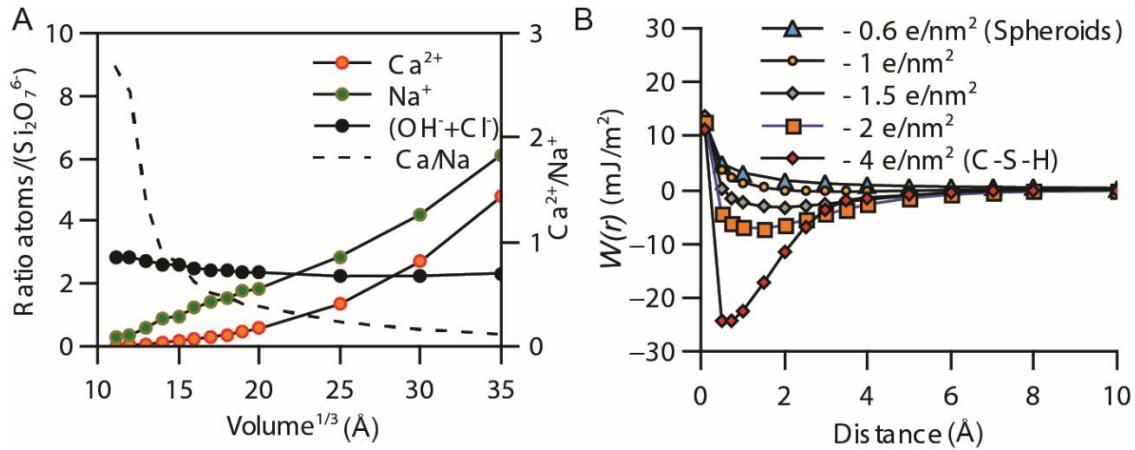 A
Ca²⁺
Na⁺
(OH⁻+Cl⁻)
Ca/Na
Ratio atoms/(Si₂O₇⁶⁻)
10
8
6
4
2
0
Ca²⁺/Na⁺
3
2
1
0
10 15 20 25 30 35
Volume¹/³ (Å)
B
- 0.6 e/nm² (Spheroids)
- 1 e/nm²
- 1.5 e/nm²
- 2 e/nm²
- 4 e/nm² (C-S-H)
W(r) (mJ/m²)
30
20
10
0
−10
−20
−30
0 2 4 6 8 10
Distance (Å)